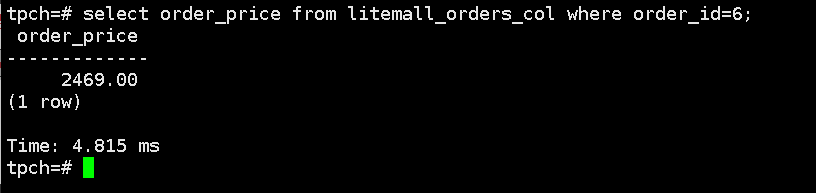 tpch=# select order_price from litemall_orders_col where order_id=6;
 order_price
-------------
     2469.00
(1 row)

Time: 4.815 ms
tpch=#